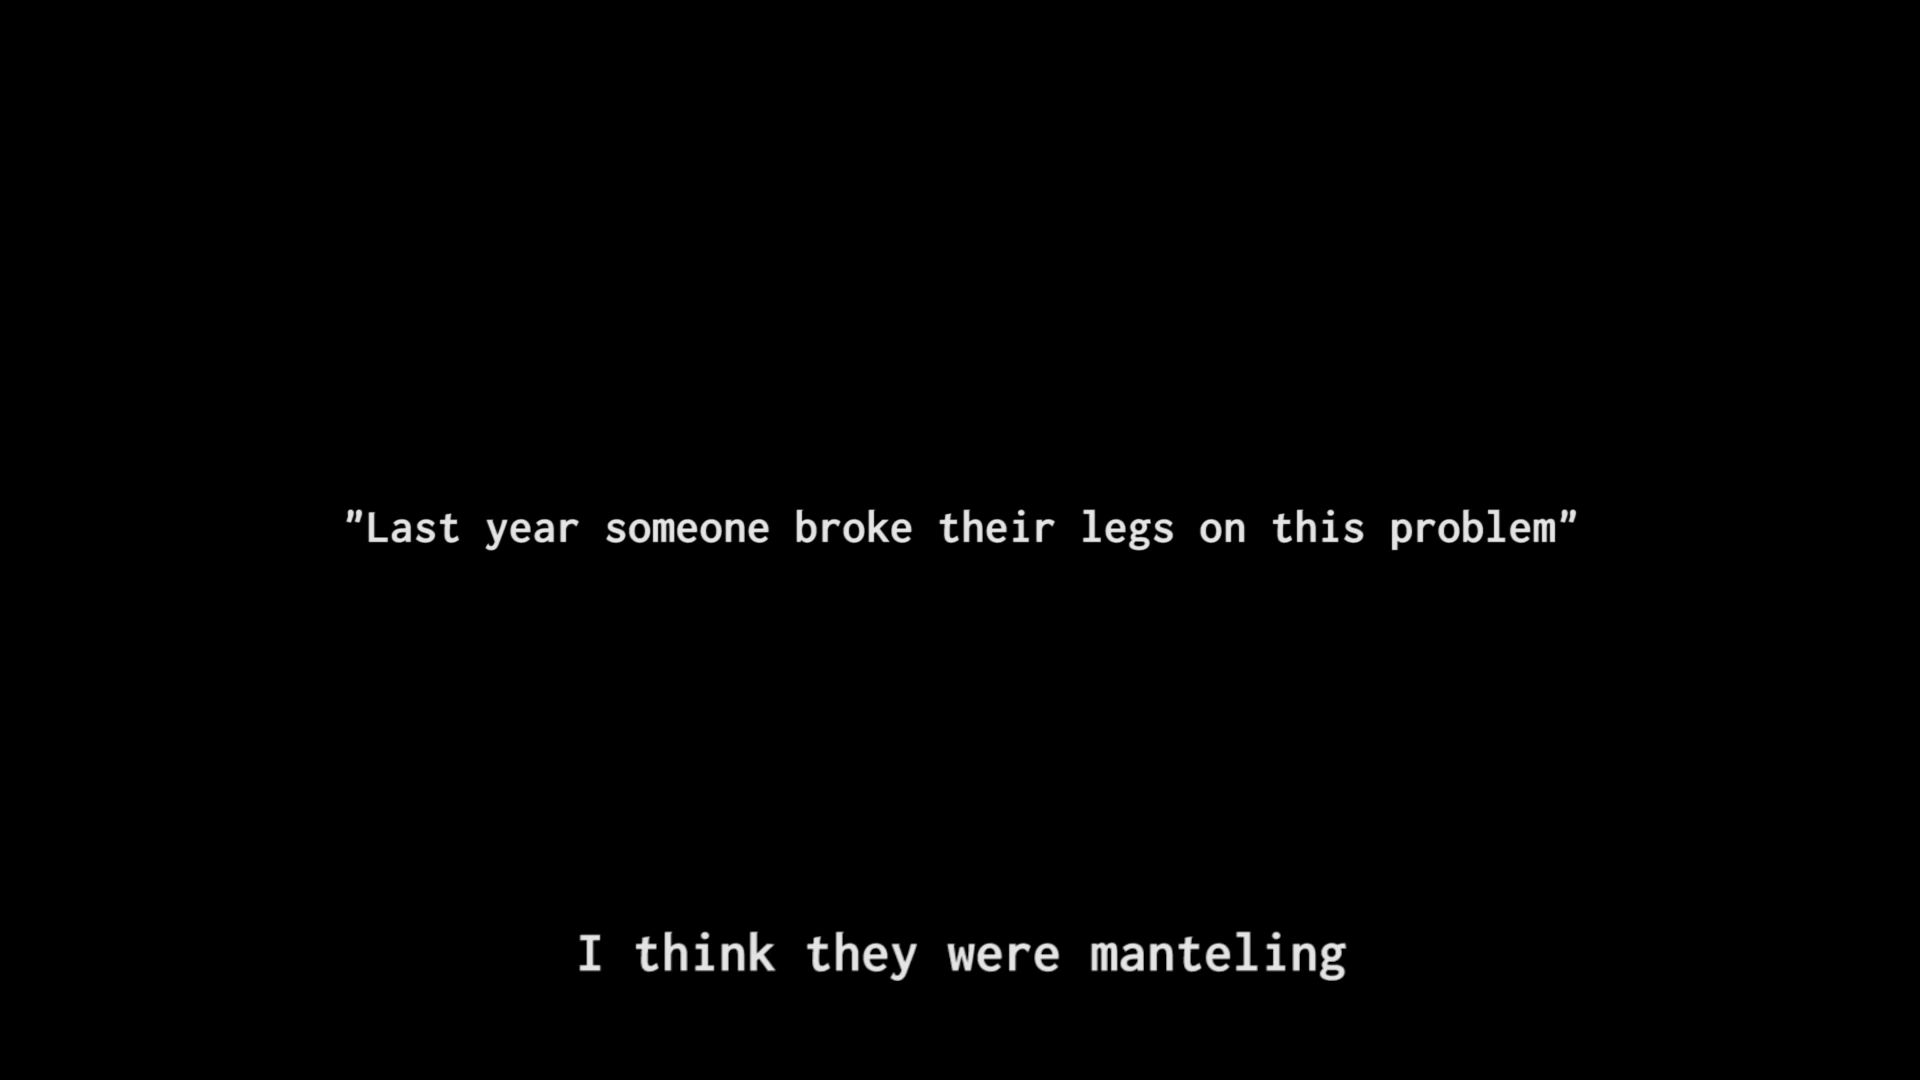 "Last year someone broke their legs on this problem"
I think they were manteling